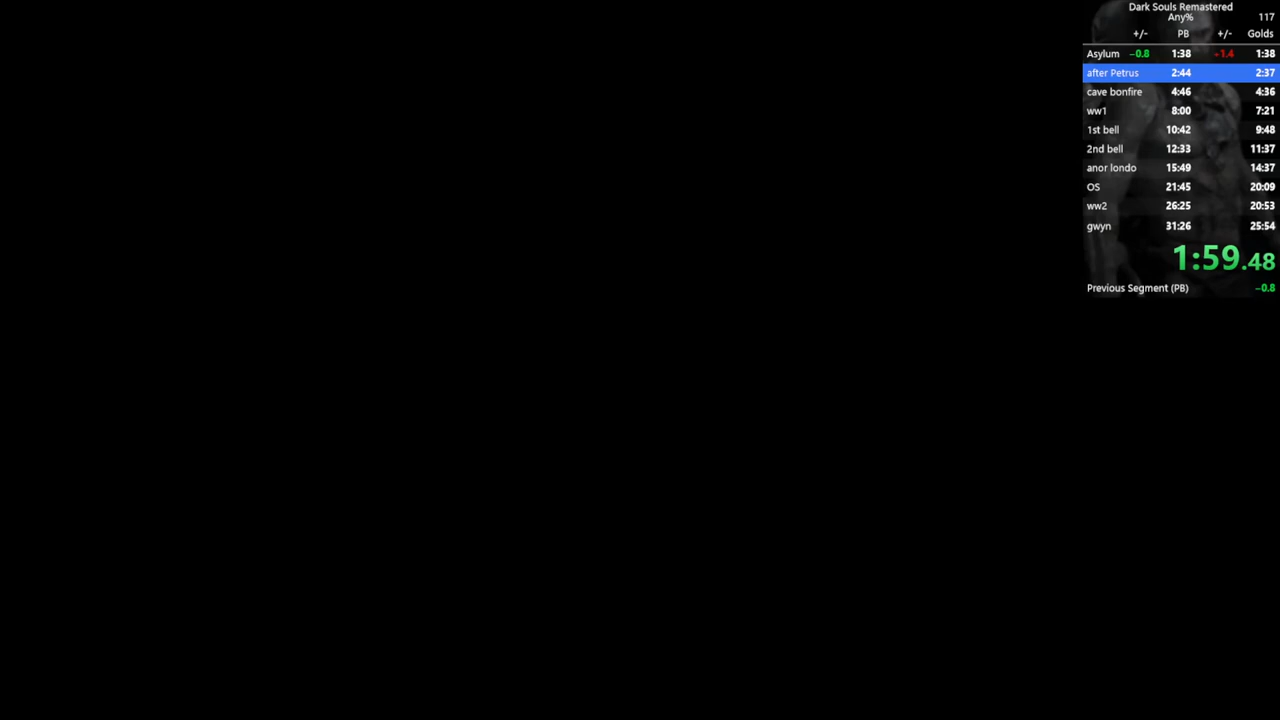 Dark Souls Remastered
Any% 117
+/- PB +/- Golds
Asylum −0.8 1:38 +1.4 1:38
after Petrus 2:44 2:37
cave bonfire 4:46 4:36
ww1 8:00 7:21
1st bell 10:42 9:48
2nd bell 12:33 11:37
anor londo 15:49 14:37
OS 21:45 20:09
ww2 26:25 20:53
gwyn 31:26 25:54
1:59.48
Previous Segment (PB) −0.8